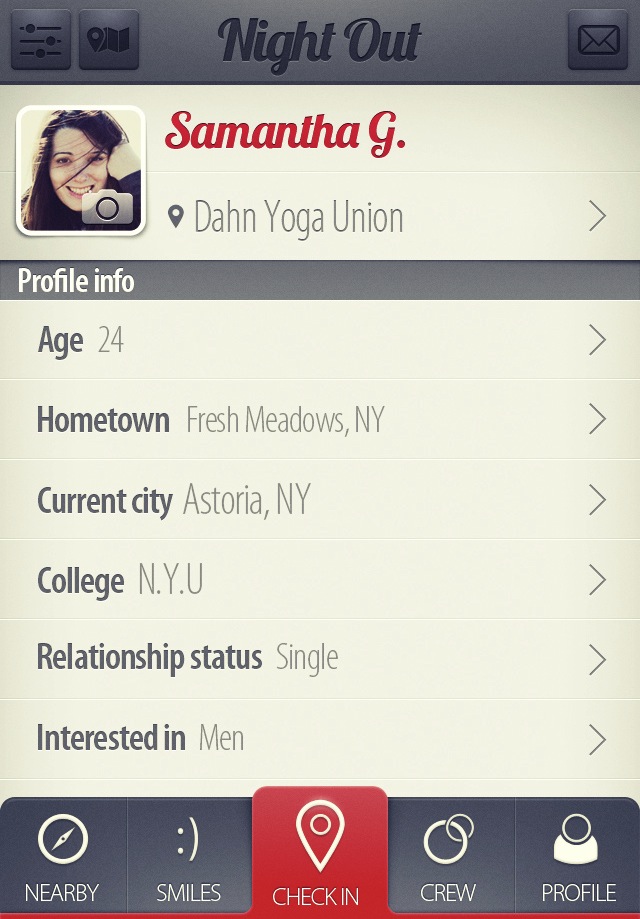 Night Out
Samantha G.
Dahn Yoga Union
Profile info
Age 24
Hometown Fresh Meadows, NY
Current city Astoria, NY
College N.Y.U
Relationship status Single
Interested in Men
:)
NEARBY SMILES CHECK IN CREW PROFILE